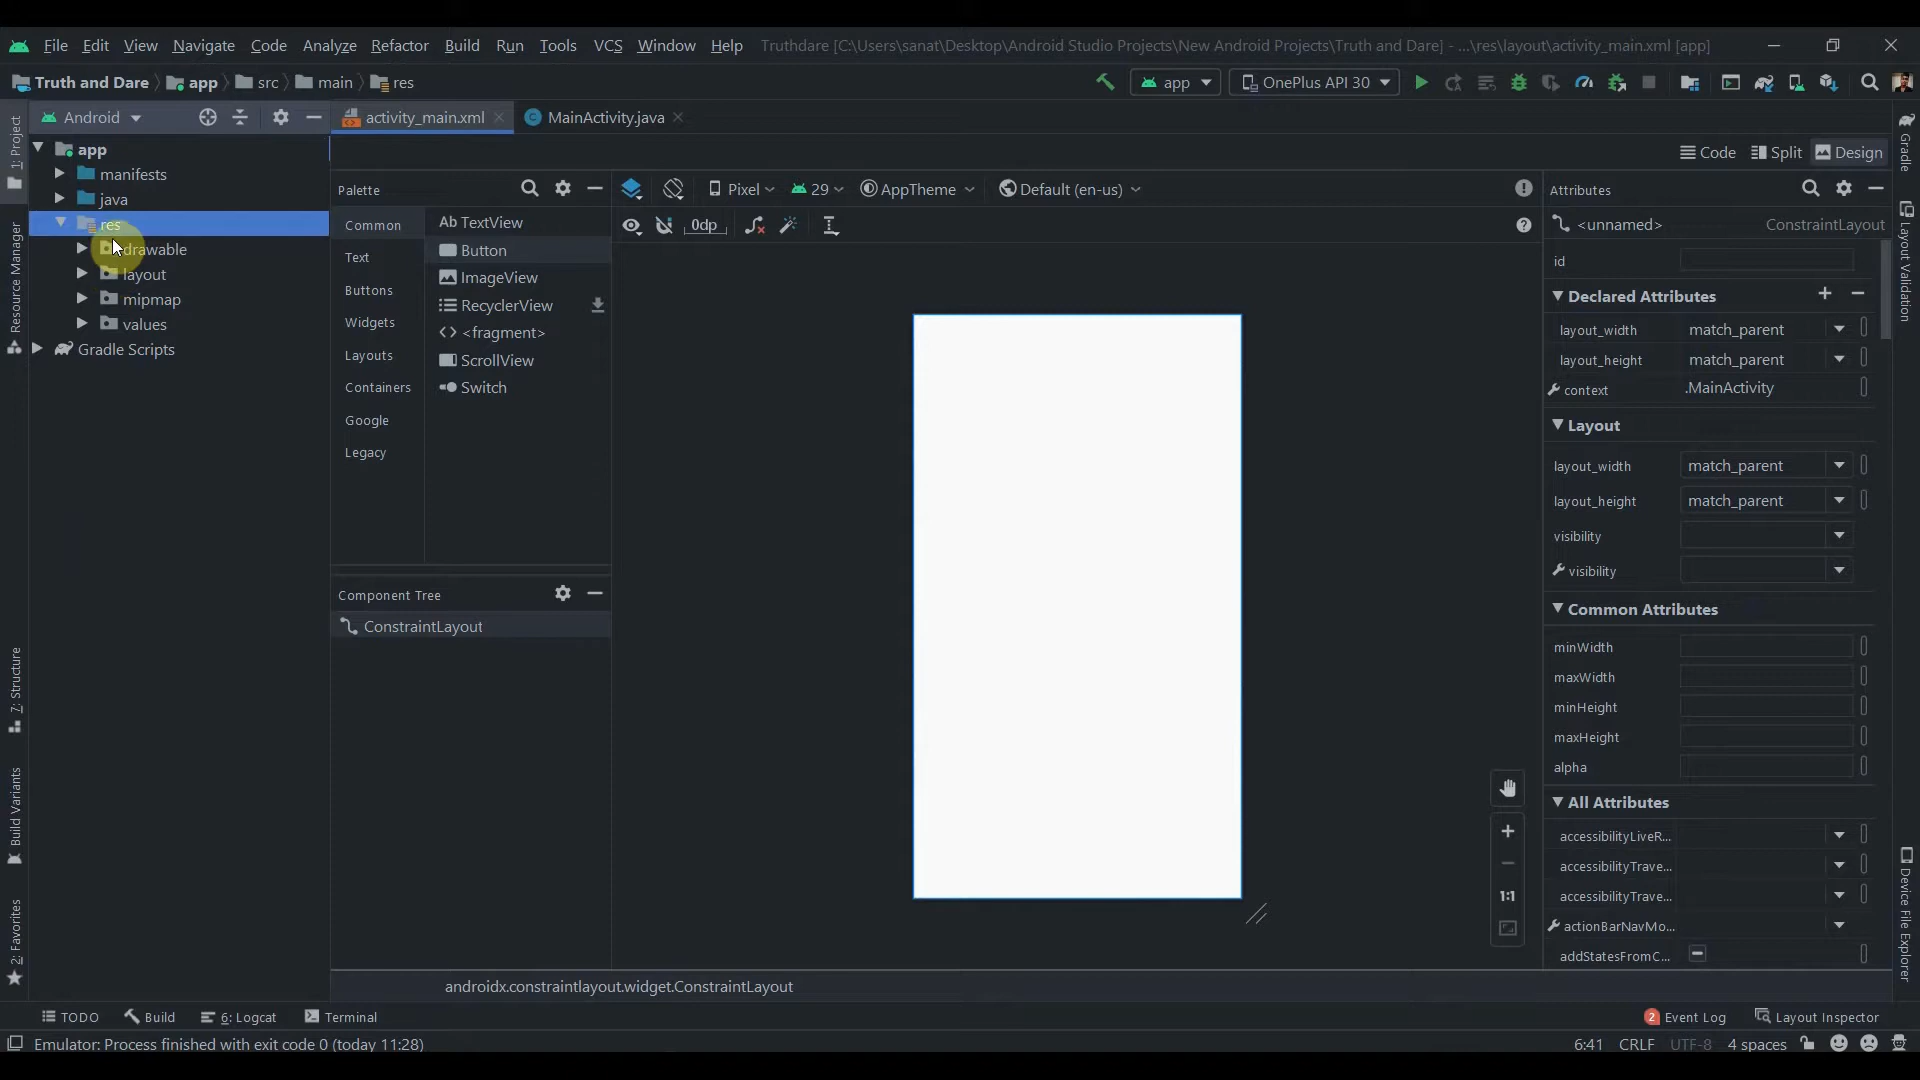 File Edit View Navigate Code Analyze Refactor Build Run Tools VCS Window Help Truthdare [C:\Users\sanat\Desktop\Android Studio Projects\New Android Projects\Truth and Dare] - ...\res\layout\activity_main.xml [app]
Truth and Dare app src main res app OnePlus API 30
Android activity_main.xml MainActivity.java
1: Project
Resource Manager
7: Structure
Build Variants
2: Favorites
app
manifests
java
res
drawable
layout
mipmap
values
Gradle Scripts
Code Split Design
Palette
Common
Text
Buttons
Widgets
Layouts
Containers
Google
Legacy
Ab TextView
Button
ImageView
RecyclerView
<> <fragment>
ScrollView
Switch
Component Tree
ConstraintLayout
Pixel 29 AppTheme Default (en-us)
0dp
1:1
Attributes
<unnamed> ConstraintLayout
id
Declared Attributes
layout_width match_parent
layout_height match_parent
context .MainActivity
Layout
layout_width match_parent
layout_height match_parent
visibility
visibility
Common Attributes
minWidth
maxWidth
minHeight
maxHeight
alpha
All Attributes
accessibilityLiveR...
accessibilityTrave...
accessibilityTrave...
actionBarNavMo...
addStatesFromC...
Gradle
Layout Validation
Device File Explorer
androidx.constraintlayout.widget.ConstraintLayout
TODO Build 6: Logcat Terminal 2 Event Log Layout Inspector
Emulator: Process finished with exit code 0 (today 11:28) 6:41 CRLF UTF-8 4 spaces